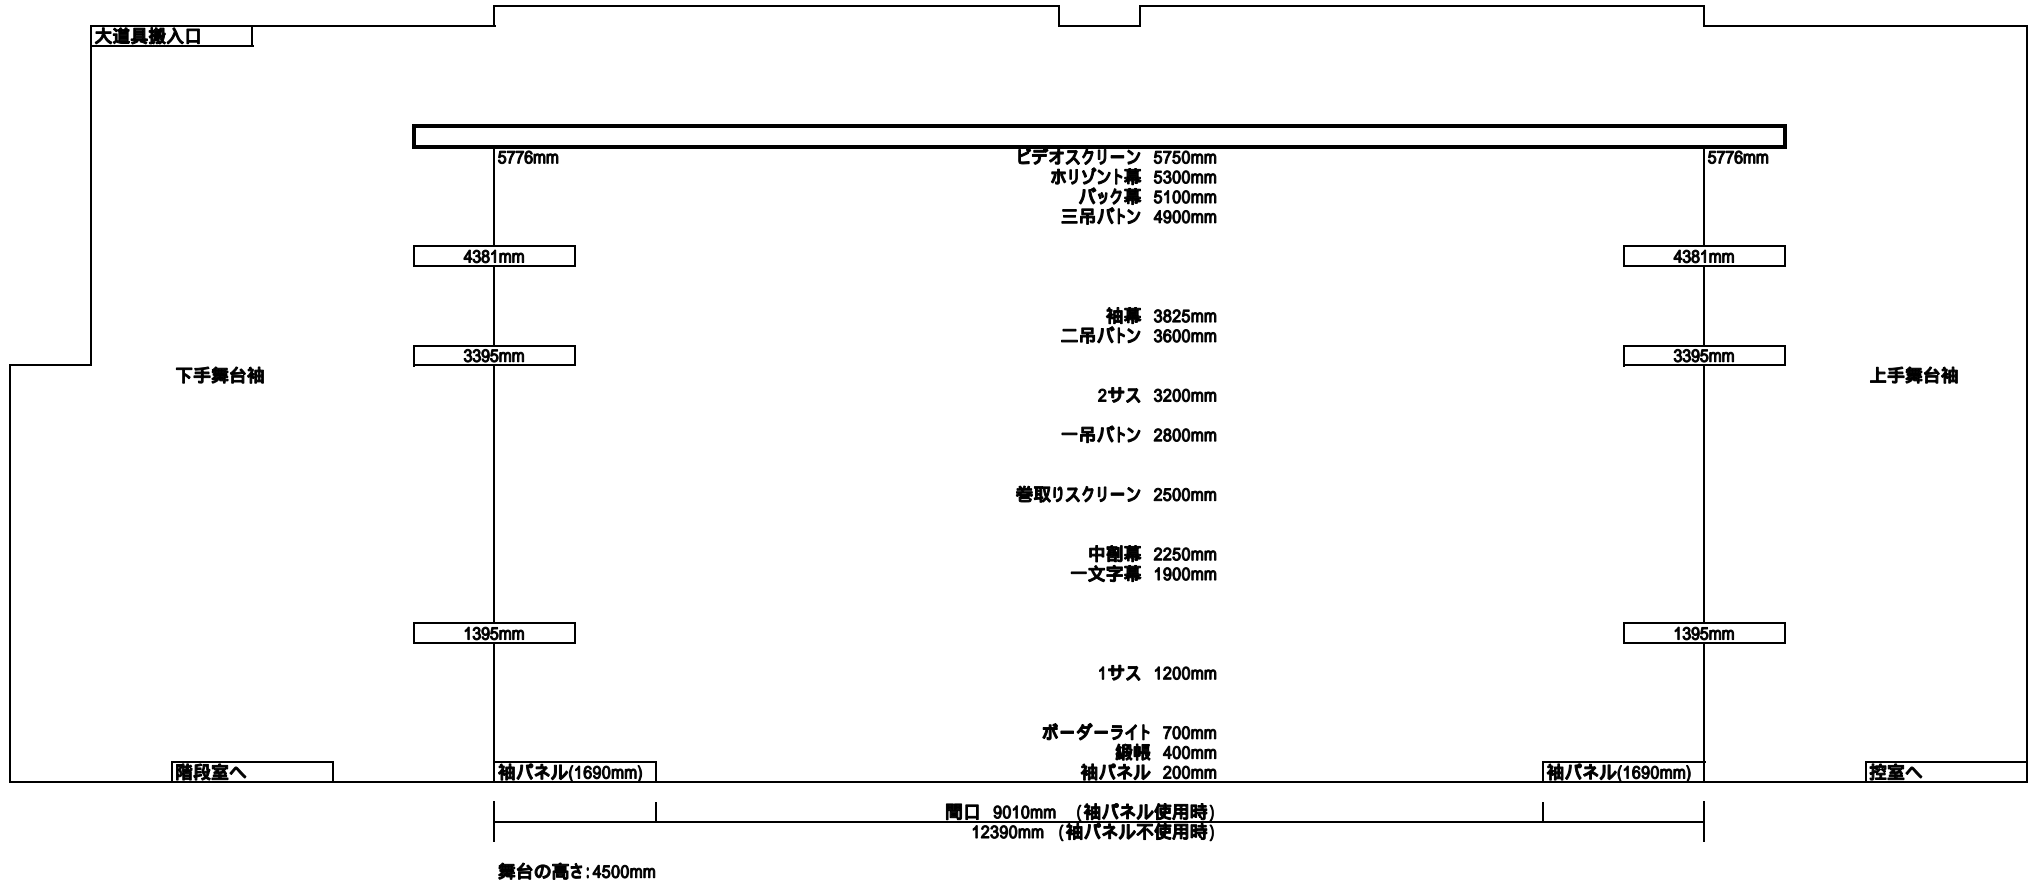 大道具搬入口
5776mm ビデオスクリーン 5750mm 5776mm
ホリゾント幕 5300mm
バック幕 5100mm
三吊バトン 4900mm
4381mm 4381mm
袖幕 3825mm
二吊バトン 3600mm
3395mm 3395mm
下手舞台袖 上手舞台袖
2サス 3200mm
一吊バトン 2800mm
巻取りスクリーン 2500mm
中割幕 2250mm
一文字幕 1900mm
1395mm 1395mm
1サス 1200mm
ボーダーライト 700mm
緞帳 400mm
階段室へ 袖パネル(1690mm) 袖パネル 200mm 袖パネル(1690mm) 控室へ
間口 9010mm (袖パネル使用時)
12390mm (袖パネル不使用時)
舞台の高さ:4500mm